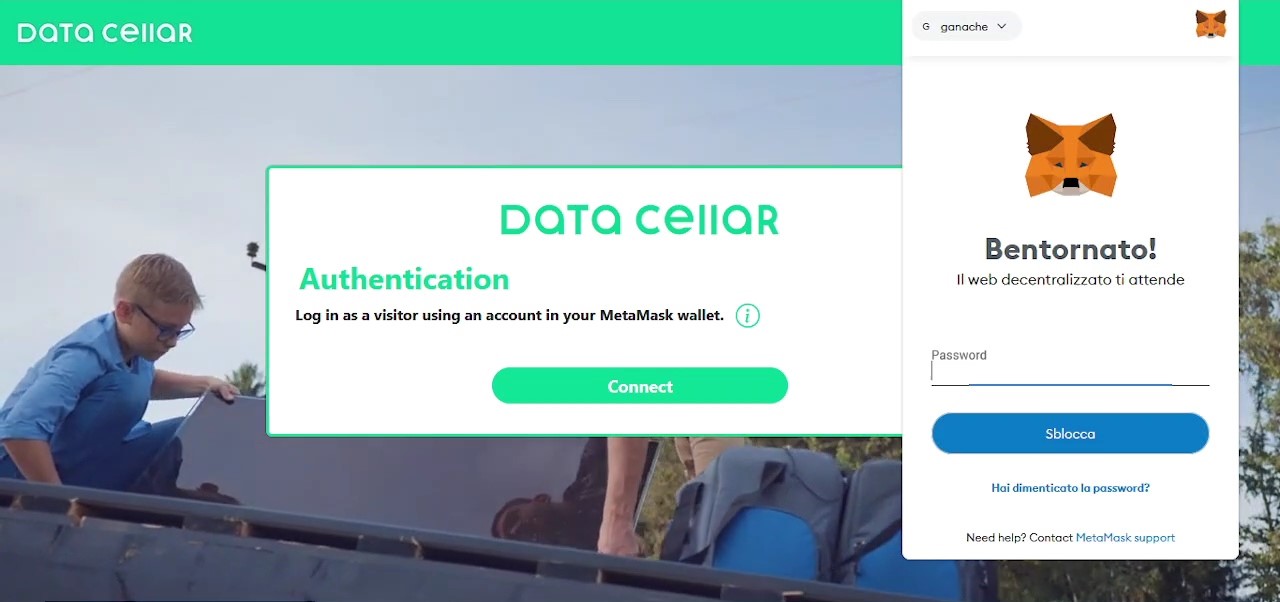 DATA CELLAR
G ganache
DATA CELLAR
Authentication
Log in as a visitor using an account in your MetaMask wallet. i
Connect
Bentornato!
Il web decentralizzato ti attende
Password
Sblocca
Hai dimenticato la password?
Need help? Contact MetaMask support